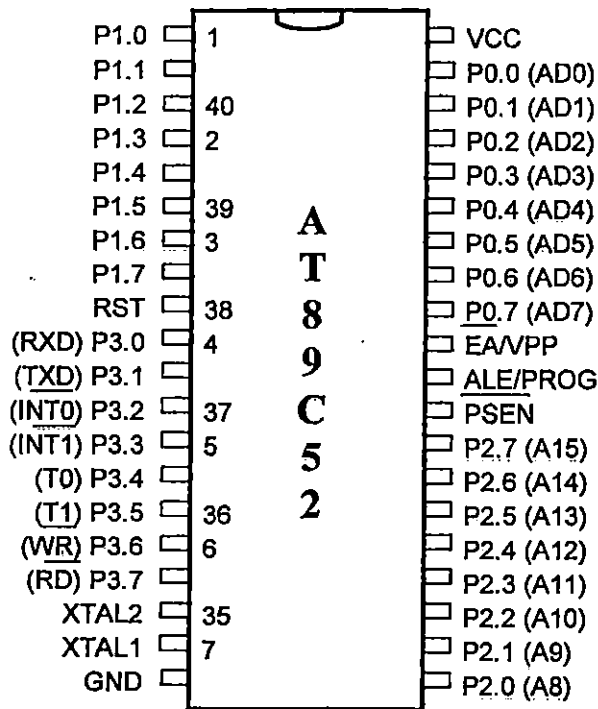 P1.0 1 VCC
P1.1 P0.0 (AD0)
P1.2 40 P0.1 (AD1)
P1.3 2 P0.2 (AD2)
P1.4 P0.3 (AD3)
P1.5 39 P0.4 (AD4)
P1.6 3 P0.5 (AD5)
P1.7 P0.6 (AD6)
RST 38 P0.7 (AD7)
(RXD) P3.0 4 EA/VPP
(TXD) P3.1 ALE/PROG
(INT0) P3.2 37 PSEN
(INT1) P3.3 5 P2.7 (A15)
(T0) P3.4 P2.6 (A14)
(T1) P3.5 36 P2.5 (A13)
(WR) P3.6 6 P2.4 (A12)
(RD) P3.7 P2.3 (A11)
XTAL2 35 P2.2 (A10)
XTAL1 7 P2.1 (A9)
GND P2.0 (A8)
AT89C52